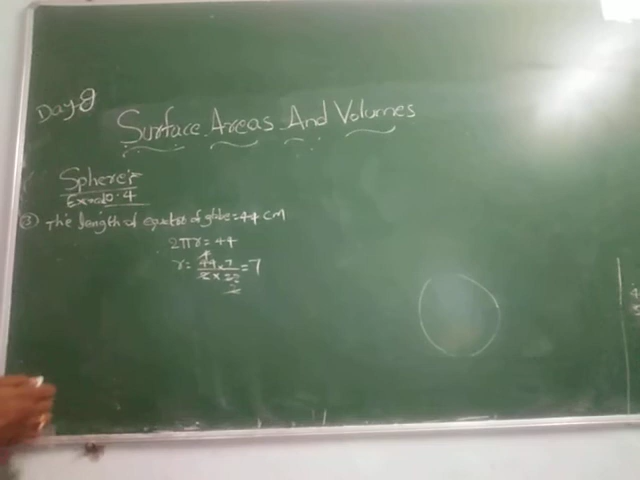 Day-8
Surface Areas And Volumes
Spheres
Ex=10.4
③ The length of equator of globe=44 CM
2πr=44
r= 44×7 / 2×22 =7